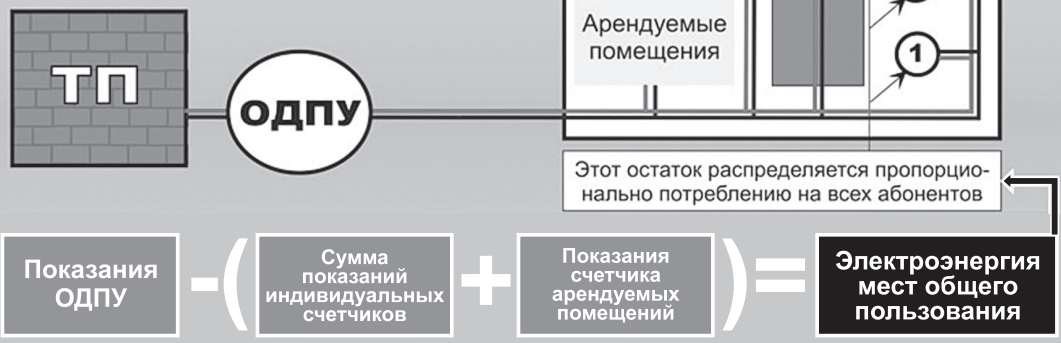 Арендуемые
помещения
1
ТП
ОДПУ
Этот остаток распределяется пропорцио-
нально потреблению на всех абонентов
Показания
ОДПУ
-(
Сумма
показаний
индивидуальных
счетчиков
+
Показания
счетчика
арендуемых
помещений
)=
Электроэнергия
мест общего
пользования